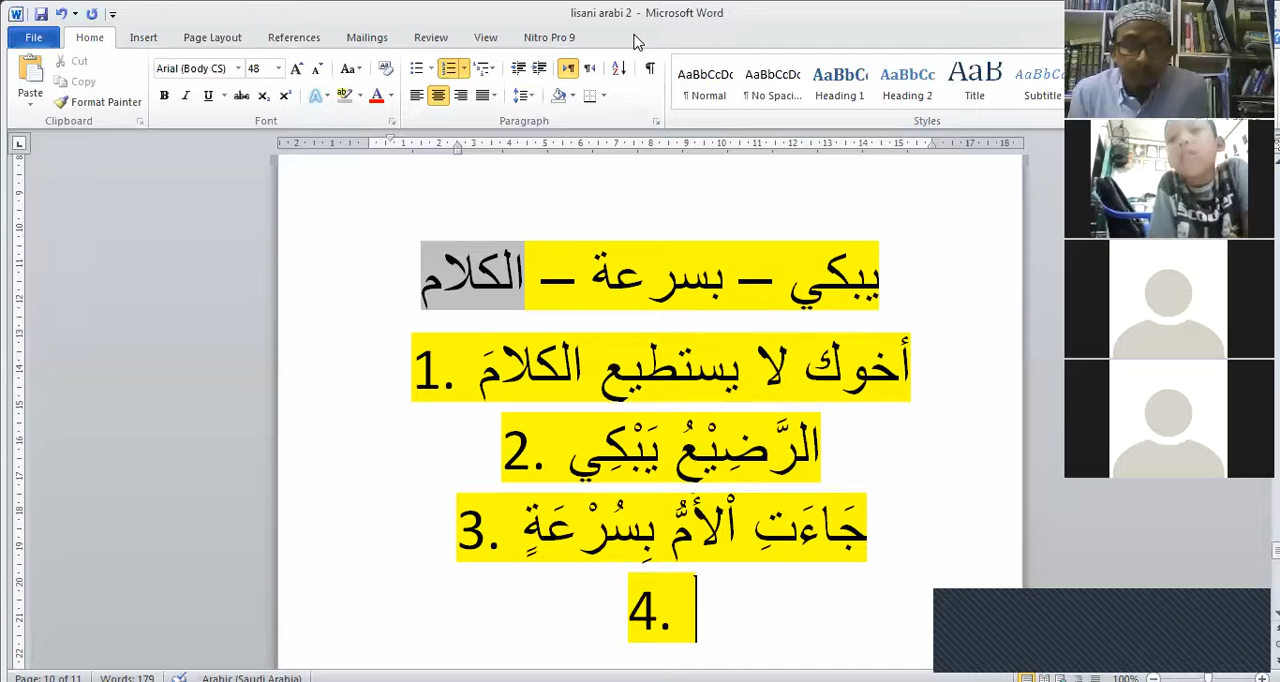 lisani arabi 2 - Microsoft Word
File Home Insert Page Layout References Mailings Review View Nitro Pro 9
Paste Cut Copy Format Painter
Arial (Body CS) 48
AaBbCcDc AaBbCcDc AaBbC AaBbCc AaB AaBbCc
¶ Normal ¶ No Spaci... Heading 1 Heading 2 Title Subtitle
Clipboard Font Paragraph Styles
يبكي – بسرعة – الكلام
1. أخوك لا يستطيع الكلامَ
2. الرَّضِيْعُ يَبْكِي
3. جَاءَتِ اْلأَمُّ بِسُرْعَةٍ
4.
Page: 10 of 11 Words: 179 Arabic (Saudi Arabia) 100%